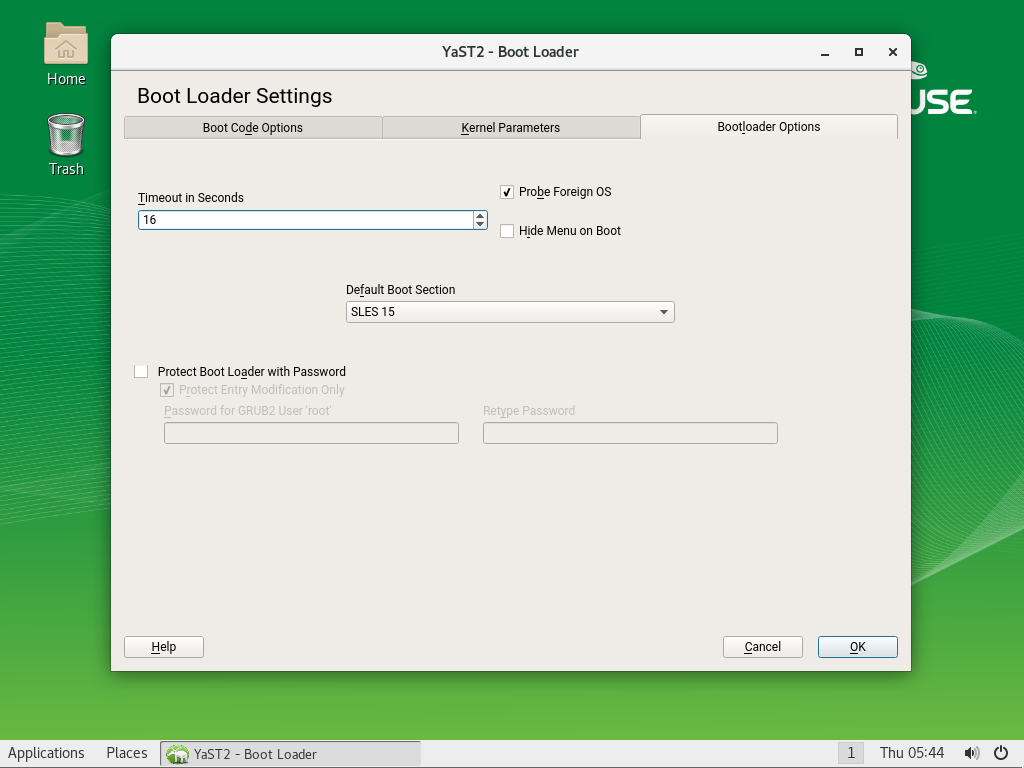 Home
Trash
YaST2 - Boot Loader
USE
Boot Loader Settings
Boot Code Options
Kernel Parameters
Bootloader Options
Timeout in Seconds
16
Probe Foreign OS
Hide Menu on Boot
Default Boot Section
SLES 15
Protect Boot Loader with Password
Protect Entry Modification Only
Password for GRUB2 User 'root'
Retype Password
Help
Cancel
OK
Applications
Places
YaST2 - Boot Loader
1
Thu 05:44